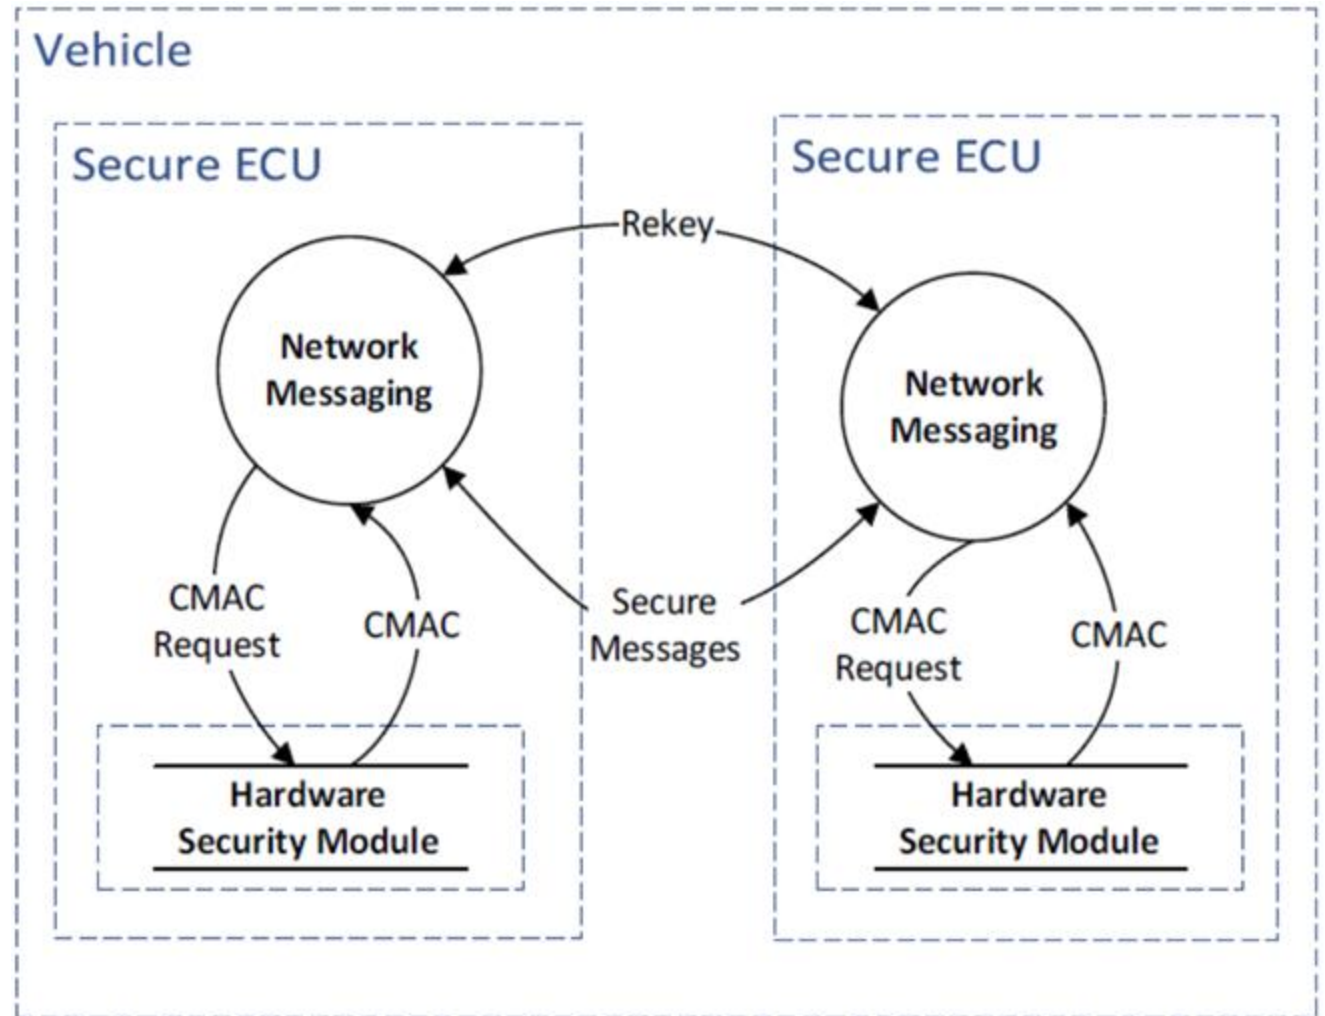 Vehicle
Secure ECU
Secure ECU
Rekey
Network
Messaging
Network
Messaging
CMAC
Request
CMAC
Secure
Messages
CMAC
Request
CMAC
Hardware
Security Module
Hardware
Security Module